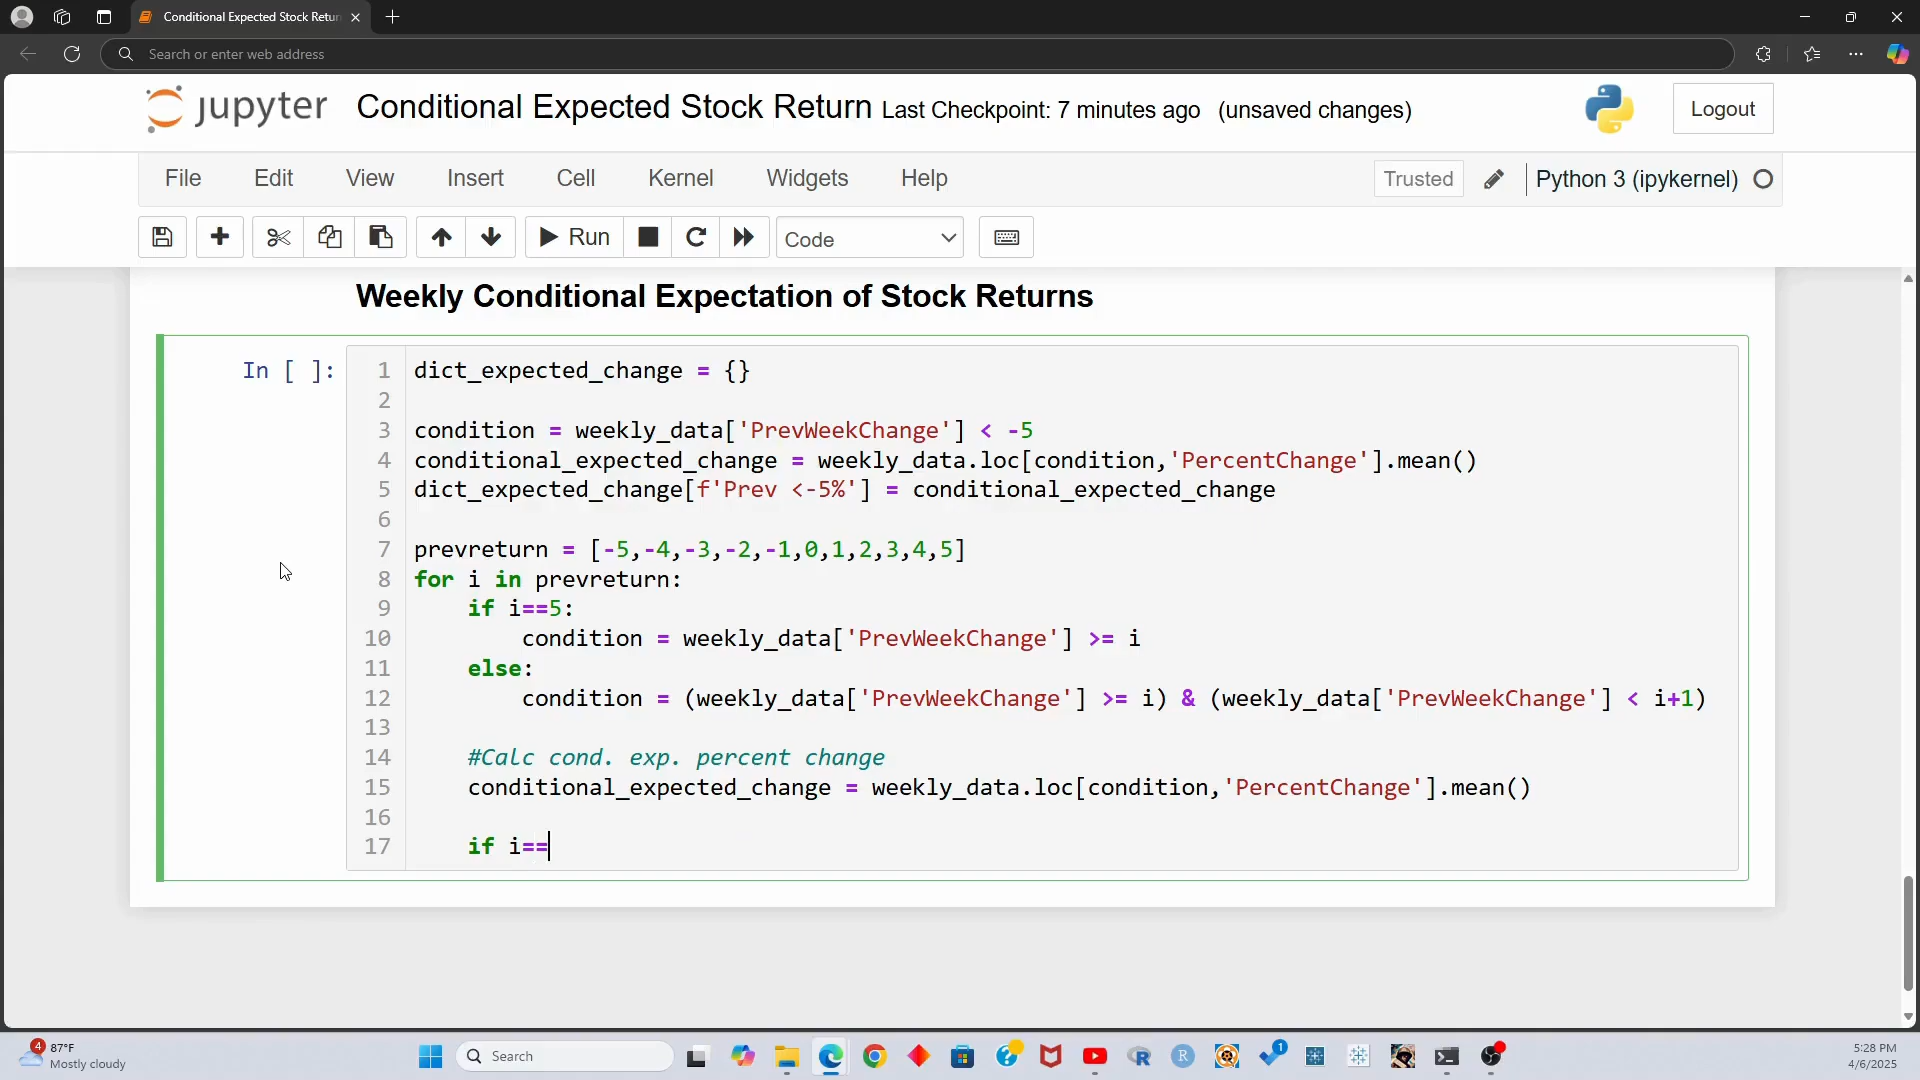 Conditional Expected Stock Retur
Search or enter web address
jupyter Conditional Expected Stock Return Last Checkpoint: 7 minutes ago (unsaved changes)
Logout
File Edit View Insert Cell Kernel Widgets Help
Trusted
Python 3 (ipykernel)
Run
Code
Weekly Conditional Expectation of Stock Returns
In [ ]:
1 dict_expected_change = {}
2
3 condition = weekly_data['PrevWeekChange'] < -5
4 conditional_expected_change = weekly_data.loc[condition,'PercentChange'].mean()
5 dict_expected_change[f'Prev <-5%'] = conditional_expected_change
6
7 prevreturn = [-5,-4,-3,-2,-1,0,1,2,3,4,5]
8 for i in prevreturn:
9     if i==5:
10         condition = weekly_data['PrevWeekChange'] >= i
11     else:
12         condition = (weekly_data['PrevWeekChange'] >= i) & (weekly_data['PrevWeekChange'] < i+1)
13
14     #Calc cond. exp. percent change
15     conditional_expected_change = weekly_data.loc[condition,'PercentChange'].mean()
16
17     if i==
4
87°F
Mostly cloudy
Search
1
5:28 PM
4/6/2025